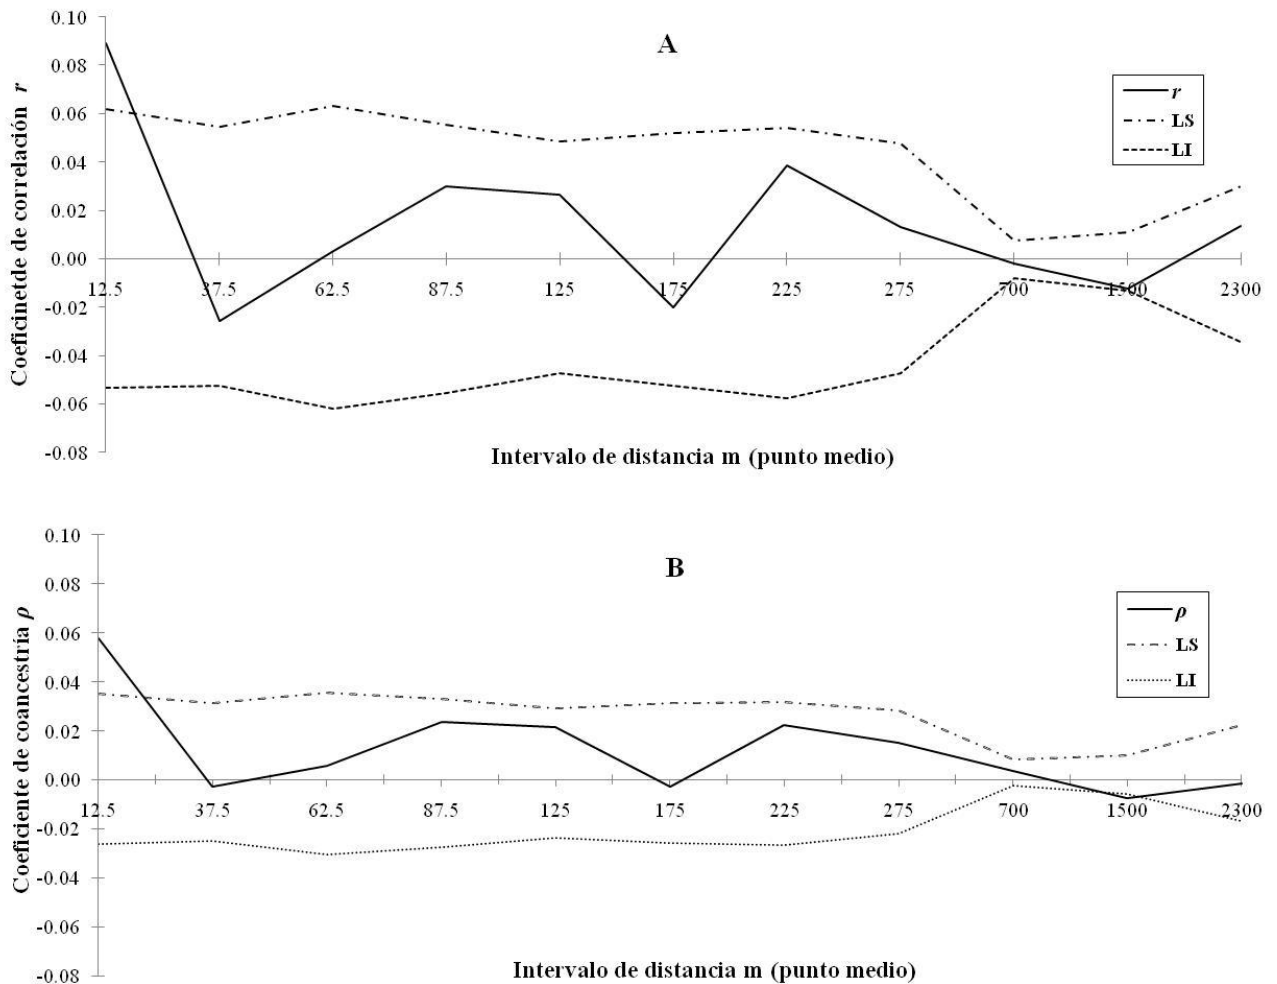 A
Coeficinetde de correlación r
0.10
0.08
0.06
0.04
0.02
0.00
-0.02
-0.04
-0.06
-0.08
r
LS
LI
12.5 37.5 62.5 87.5 125 175 225 275 700 1500 2300
Intervalo de distancia m (punto medio)
B
Coeficiente de coancestría ρ
0.10
0.08
0.06
0.04
0.02
0.00
-0.02
-0.04
-0.06
-0.08
ρ
LS
LI
12.5 37.5 62.5 87.5 125 175 225 275 700 1500 2300
Intervalo de distancia m (punto medio)